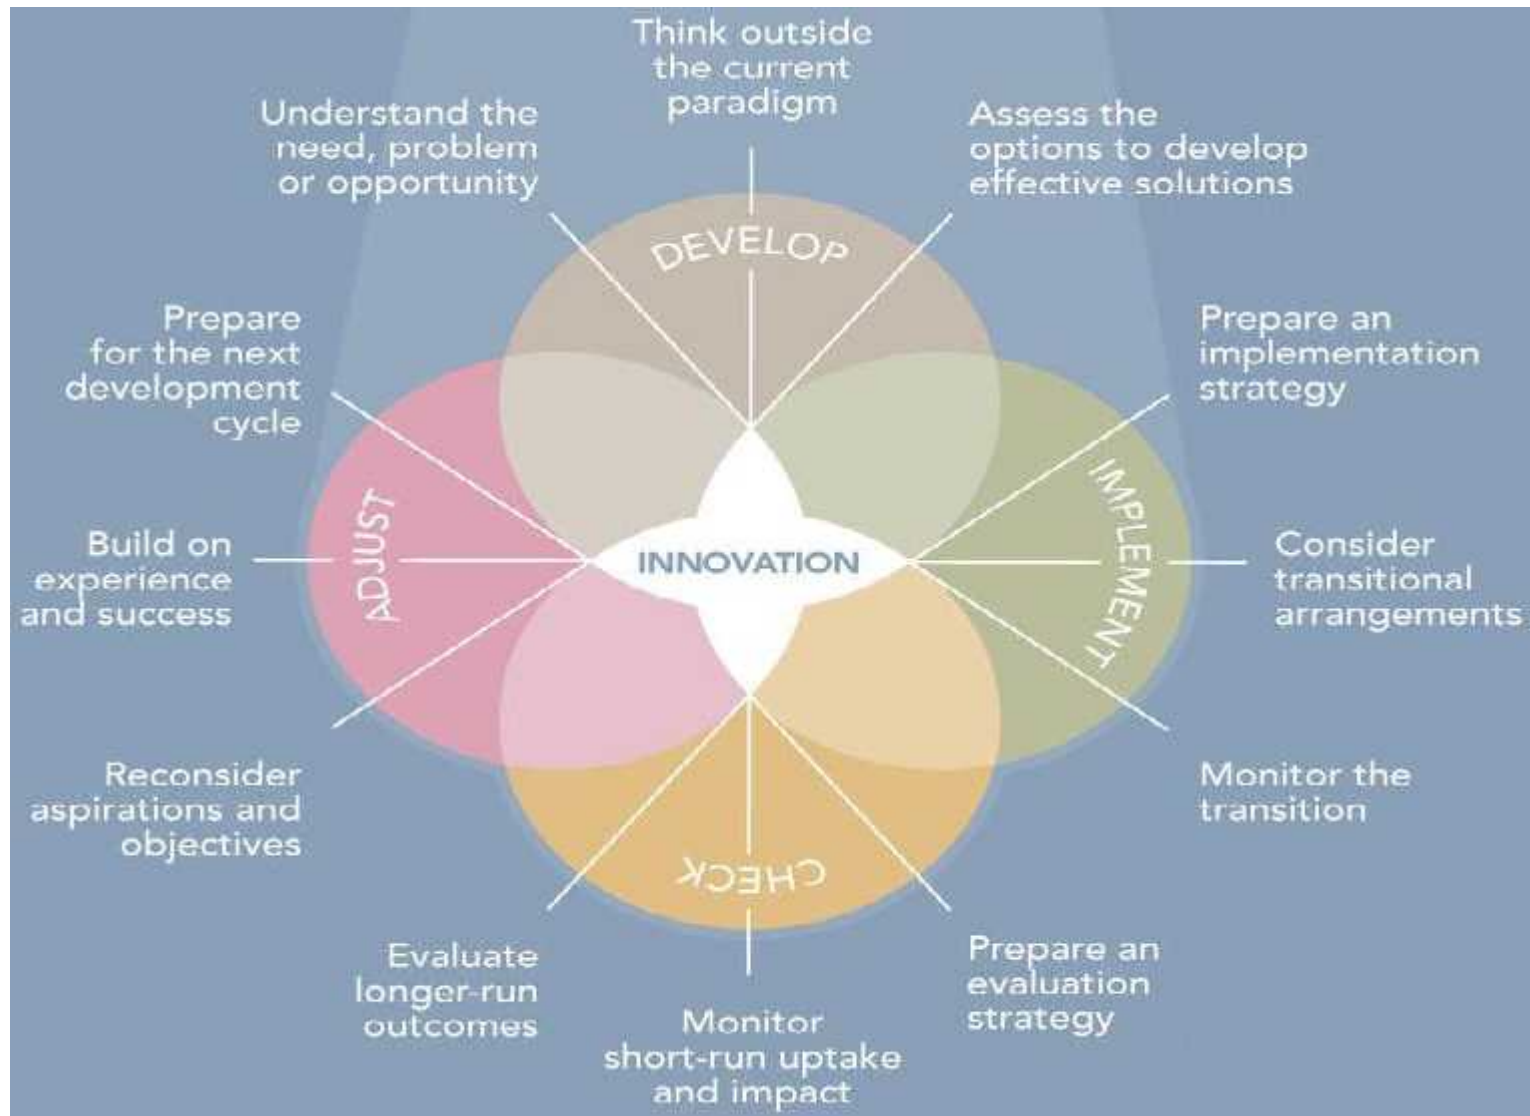 Think outside
the current
paradigm
Understand the
need, problem
or opportunity
Assess the
options to develop
effective solutions
DEVELOP
Prepare
for the next
development
cycle
Prepare an
implementation
strategy
ADJUST
IMPLEMENT
Build on
experience
and success
INNOVATION
Consider
transitional
arrangements
Reconsider
aspirations and
objectives
Monitor the
transition
CHECK
Evaluate
longer-run
outcomes
Monitor
short-run uptake
and impact
Prepare an
evaluation
strategy